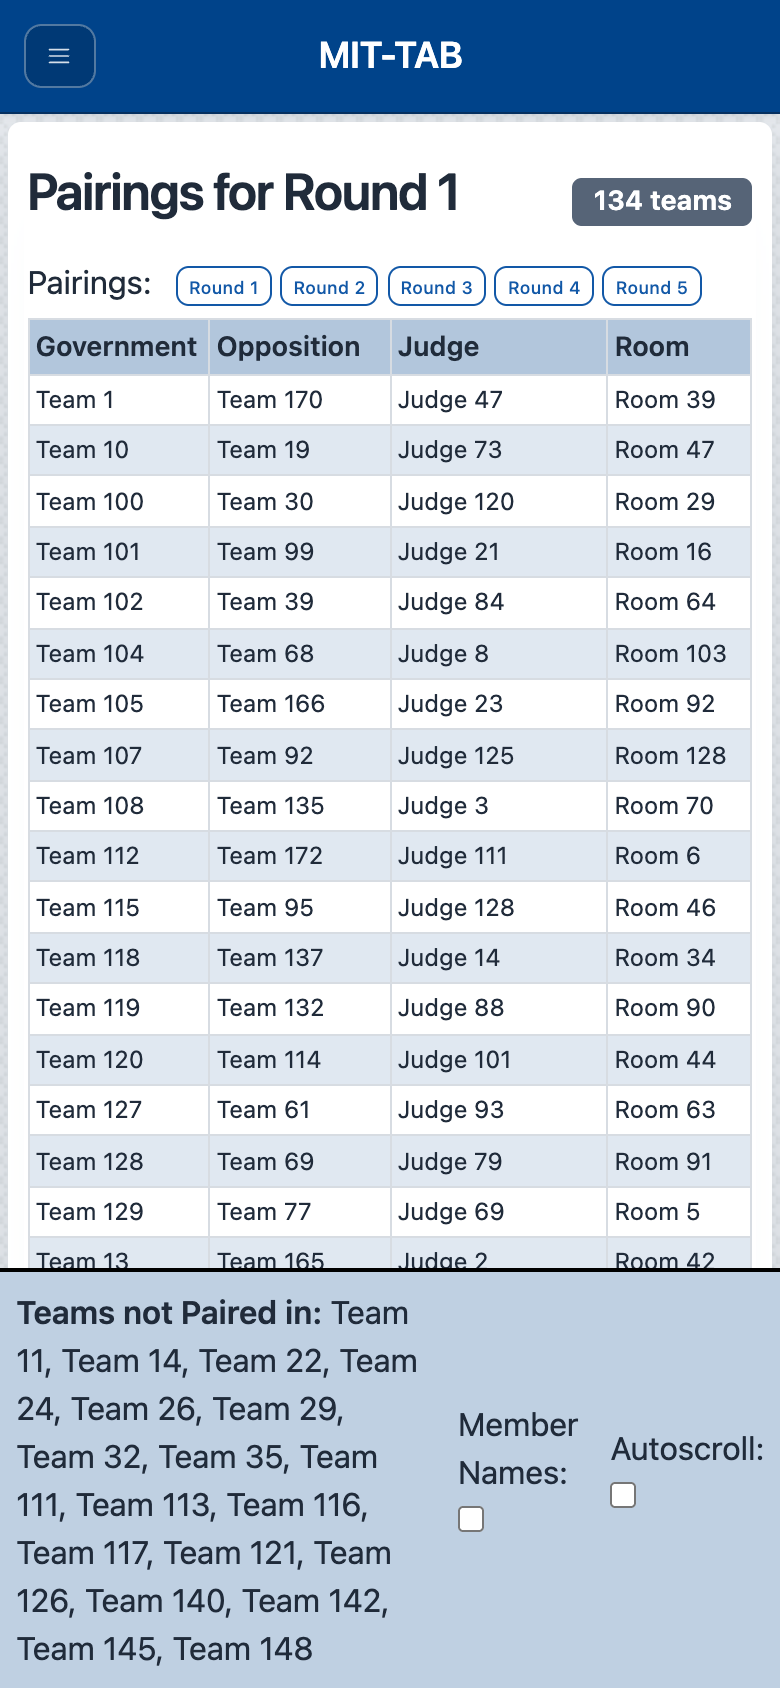 MIT-TAB
Pairings for Round 1
134 teams
Pairings: Round 1 Round 2 Round 3 Round 4 Round 5
Government Opposition Judge Room
Team 1 Team 170 Judge 47 Room 39
Team 10 Team 19 Judge 73 Room 47
Team 100 Team 30 Judge 120 Room 29
Team 101 Team 99 Judge 21 Room 16
Team 102 Team 39 Judge 84 Room 64
Team 104 Team 68 Judge 8 Room 103
Team 105 Team 166 Judge 23 Room 92
Team 107 Team 92 Judge 125 Room 128
Team 108 Team 135 Judge 3 Room 70
Team 112 Team 172 Judge 111 Room 6
Team 115 Team 95 Judge 128 Room 46
Team 118 Team 137 Judge 14 Room 34
Team 119 Team 132 Judge 88 Room 90
Team 120 Team 114 Judge 101 Room 44
Team 127 Team 61 Judge 93 Room 63
Team 128 Team 69 Judge 79 Room 91
Team 129 Team 77 Judge 69 Room 5
Team 13 Team 165 Judge 2 Room 42
Teams not Paired in: Team
11, Team 14, Team 22, Team
24, Team 26, Team 29,
Team 32, Team 35, Team
111, Team 113, Team 116,
Team 117, Team 121, Team
126, Team 140, Team 142,
Team 145, Team 148
Member
Names:
Autoscroll: